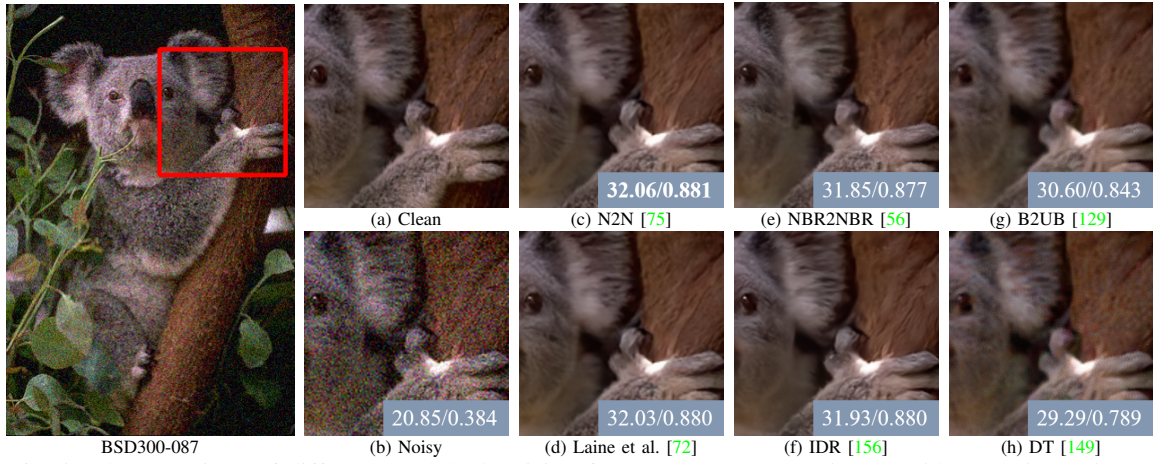 32.06/0.881
31.85/0.877
30.60/0.843
(a) Clean
(c) N2N [75]
(e) NBR2NBR [56]
(g) B2UB [129]
20.85/0.384
32.03/0.880
31.93/0.880
29.29/0.789
BSD300-087
(b) Noisy
(d) Laine et al. [72]
(f) IDR [156]
(h) DT [149]